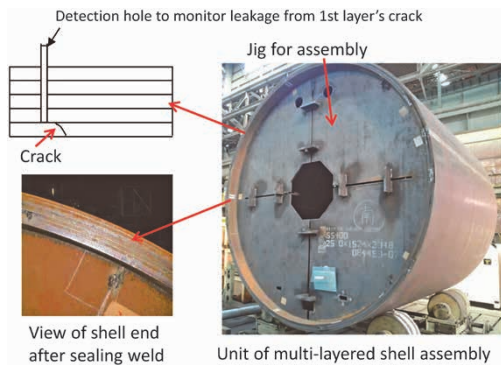 Detection hole to monitor leakage from 1st layer's crack
Jig for assembly
Crack
SS400
View of shell end
after sealing weld
Unit of multi-layered shell assembly